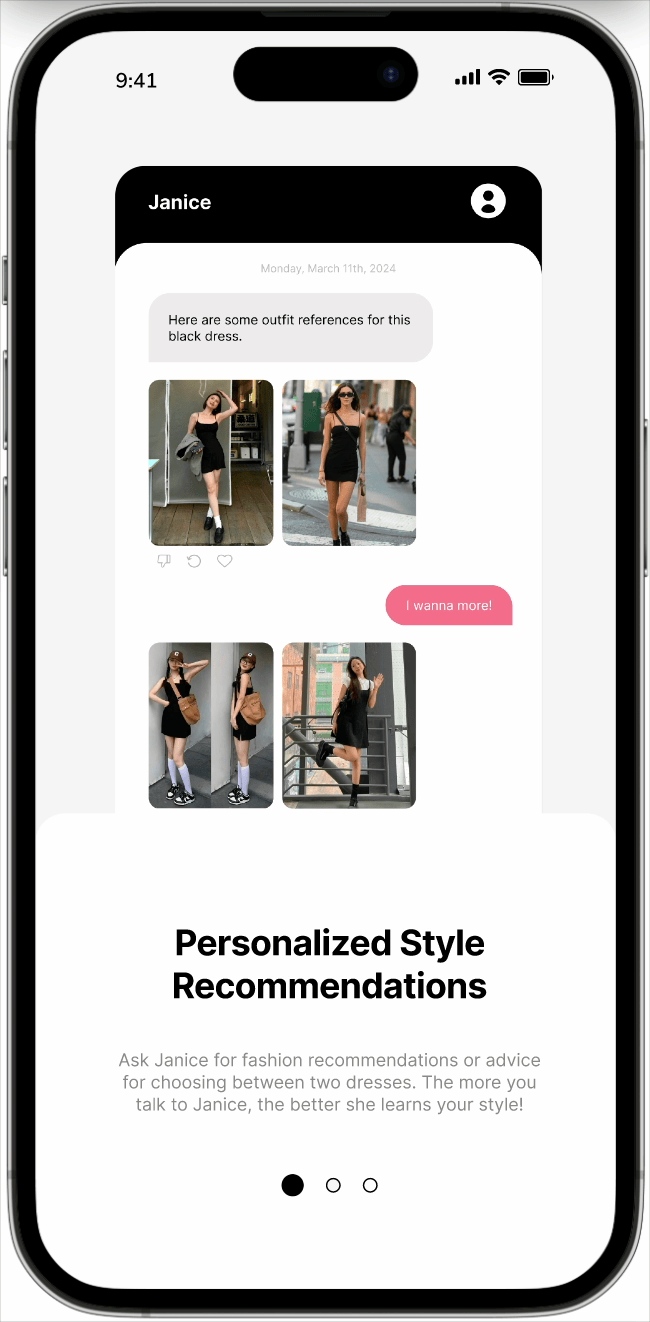 9:41
Janice
Monday, March 11th, 2024
Here are some outfit references for this
black dress.
I wanna more!
Personalized Style
Recommendations
Ask Janice for fashion recommendations or advice
for choosing between two dresses. The more you
talk to Janice, the better she learns your style!